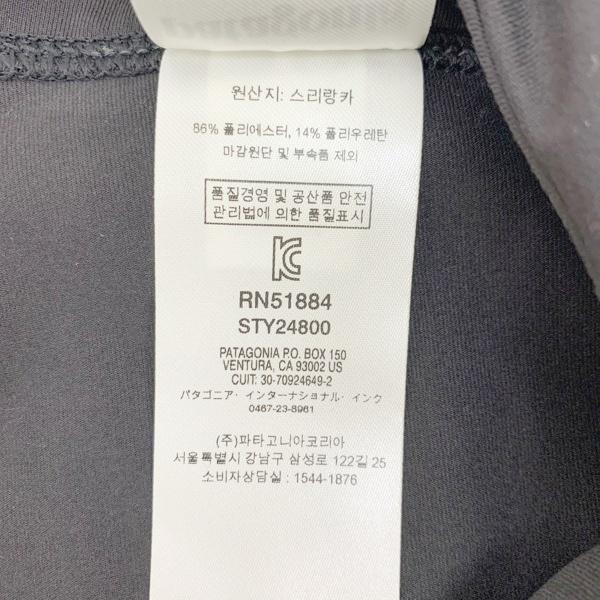 원산지: 스리랑카
86% 폴리에스터, 14% 폴리우레탄
마감원단 및 부속품 제외
품질경영 및 공산품 안전
관리법에 의한 품질표시
RN51884
STY24800
PATAGONIA P.O. BOX 150
VENTURA, CA 93002 US
CUIT: 30-70924649-2
パタゴニア・インターナショナル・インク
0467-23-8961
(주)파타고니아코리아
서울특별시 강남구 삼성로 122길 25
소비자상담실 : 1544-1876